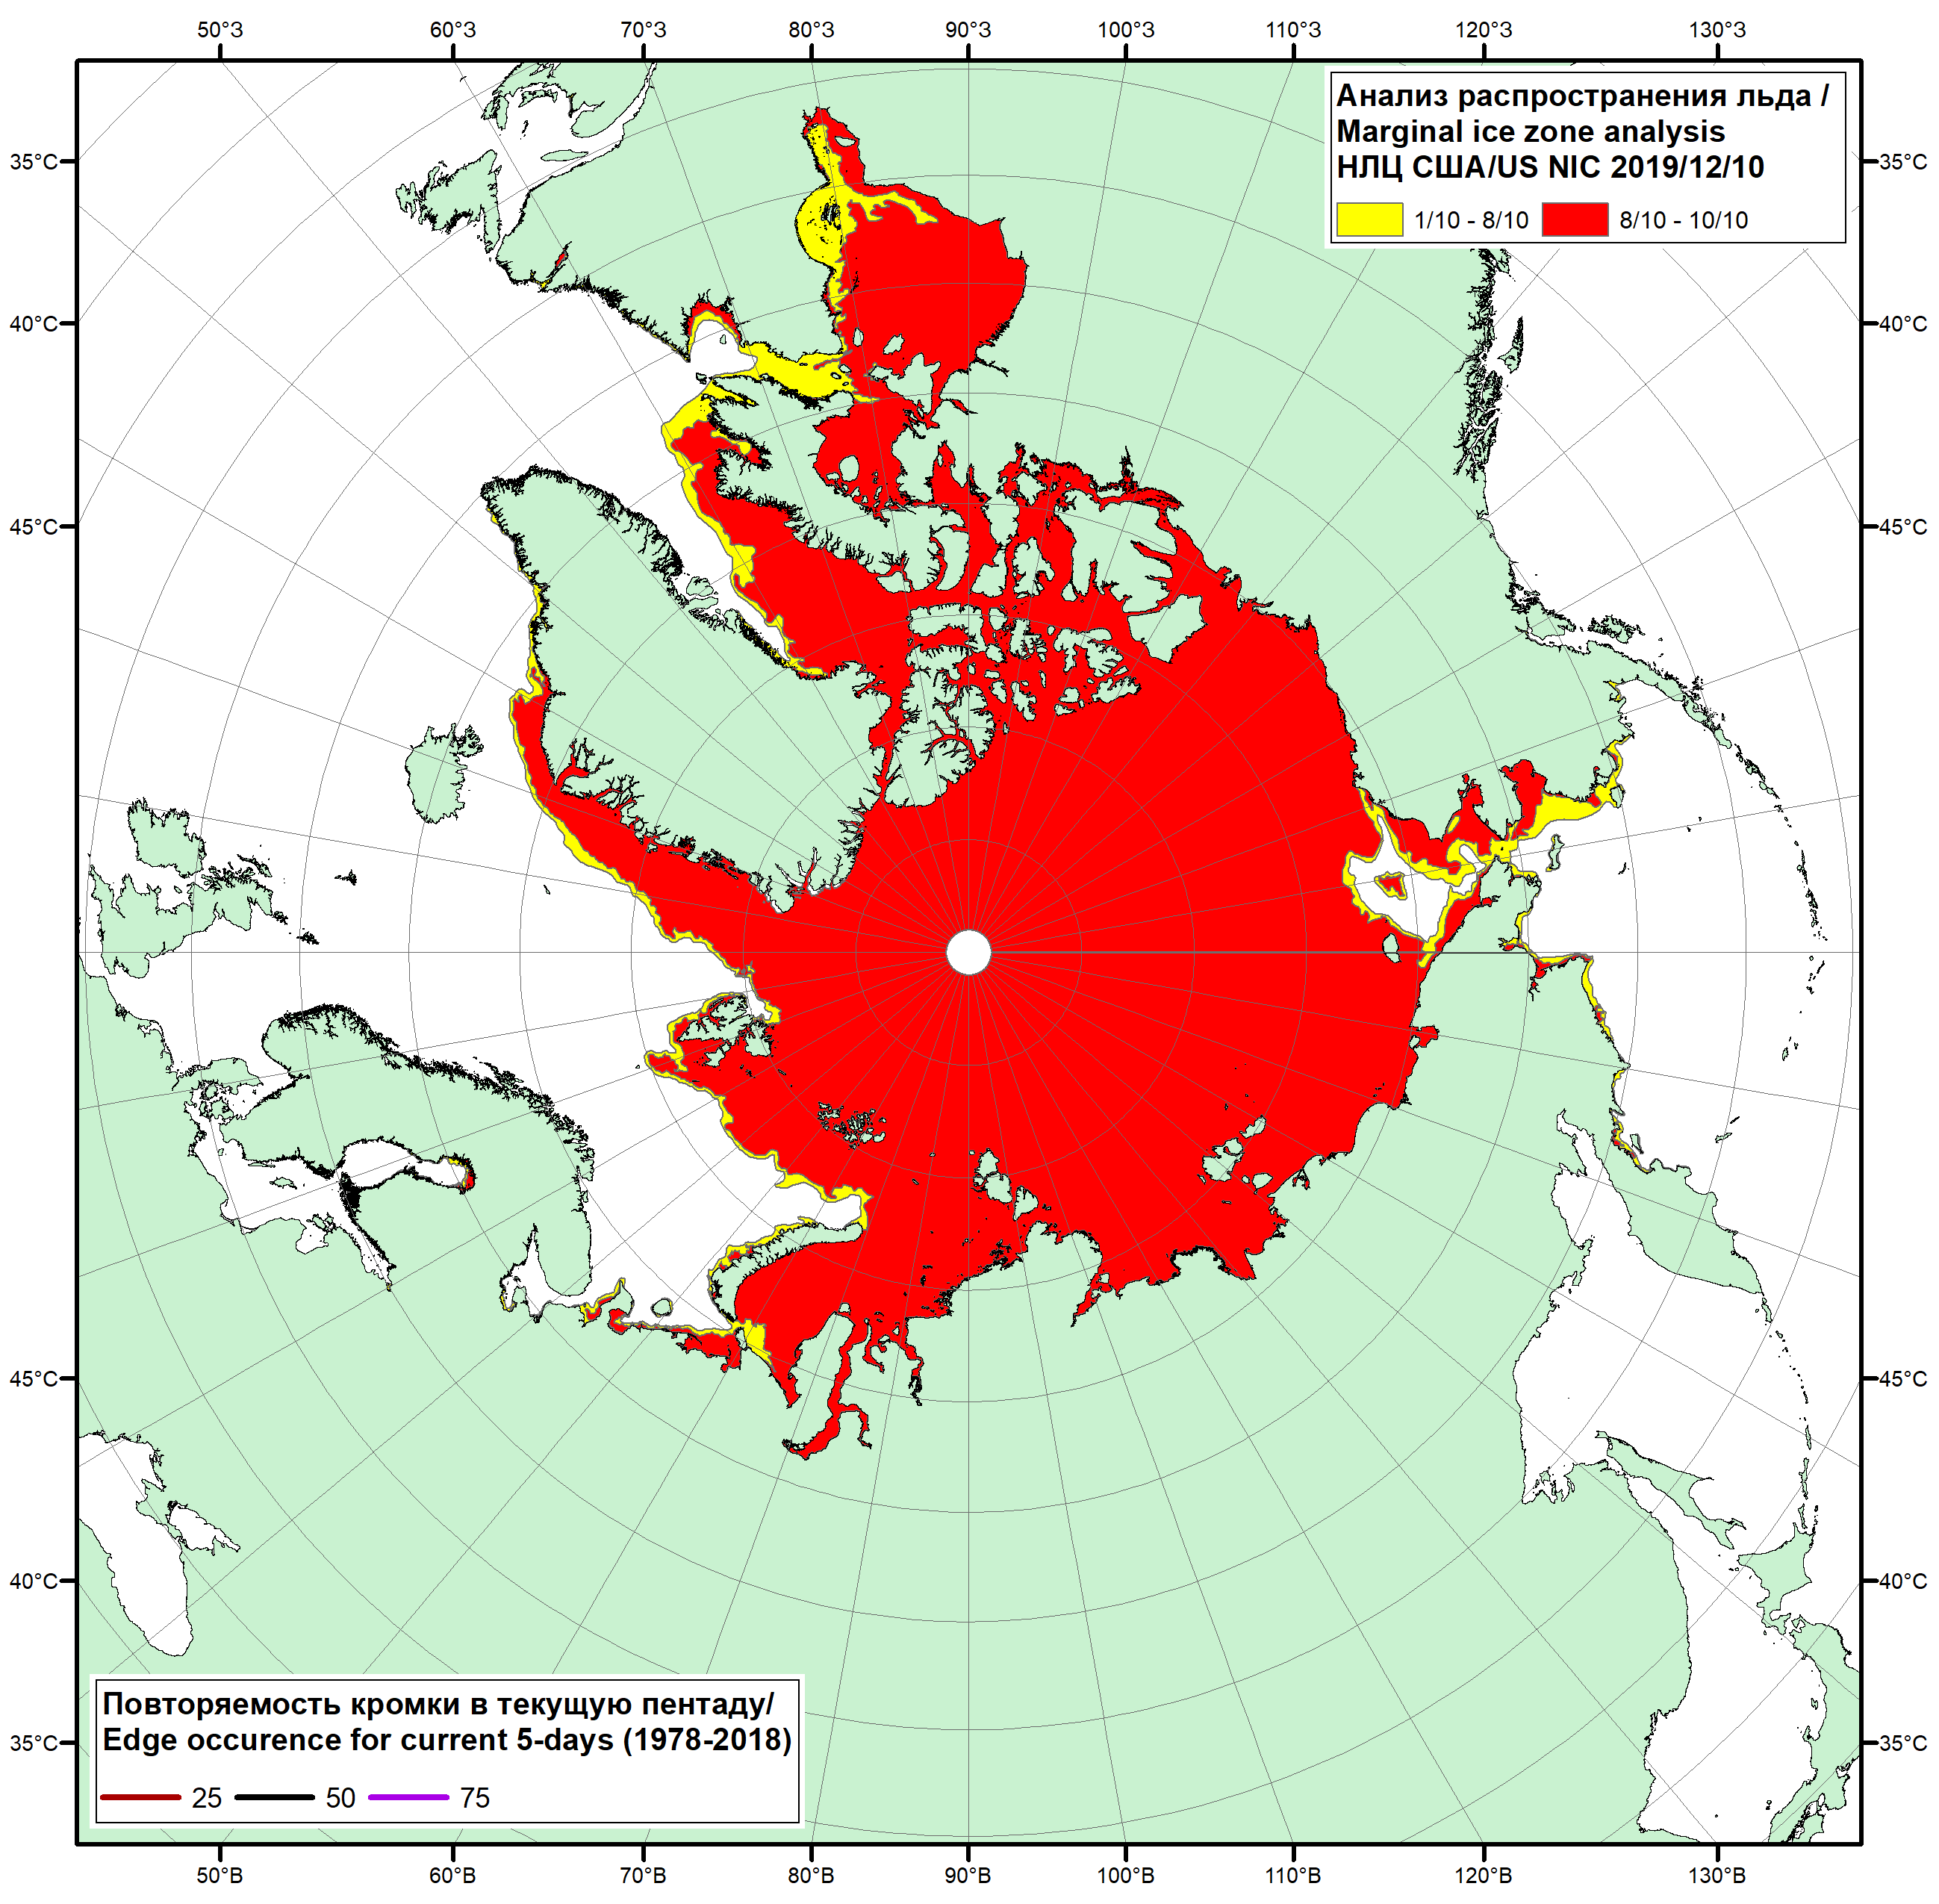 50°З 60°З 70°З 80°З 90°З 100°З 110°З 120°З 130°З
Анализ распространения льда /
Marginal ice zone analysis
НЛЦ США/US NIC 2019/12/10
1/10 - 8/10 8/10 - 10/10
35°С 35°С
40°С 40°С
45°С 45°С
45°С 45°С
40°С 40°С
35°С 35°С
Повторяемость кромки в текущую пентаду/
Edge occurence for current 5-days (1978-2018)
25 50 75
50°В 60°В 70°В 80°В 90°В 100°В 110°В 120°В 130°В